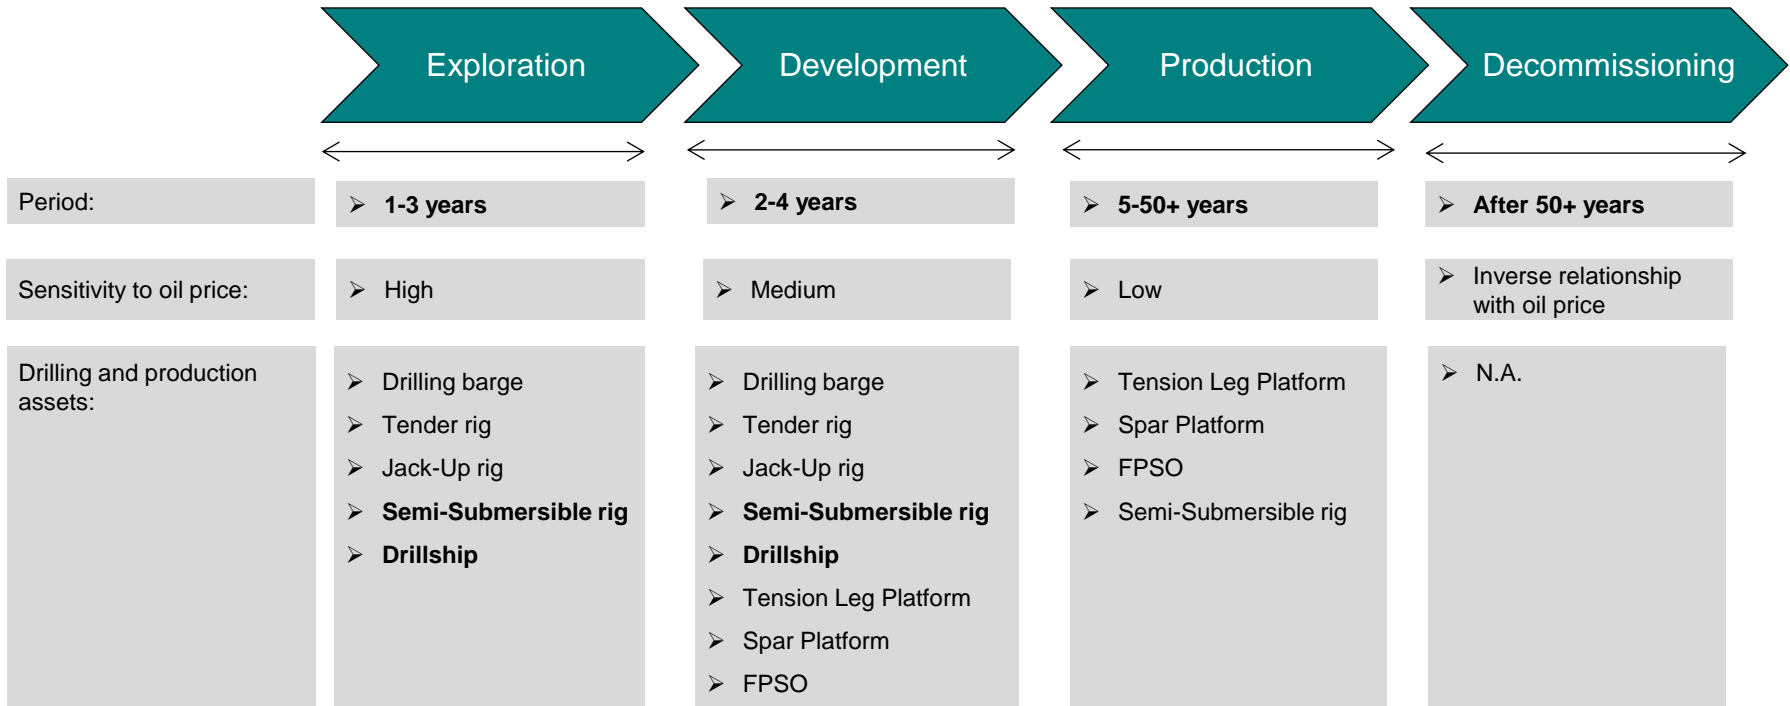 Exploration
Development
Production
Decommissioning
Period:
➢ 1-3 years
➢ 2-4 years
➢ 5-50+ years
➢ After 50+ years
Sensitivity to oil price:
➢ High
➢ Medium
➢ Low
➢ Inverse relationship
with oil price
Drilling and production
assets:
➢ Drilling barge
➢ Tender rig
➢ Jack-Up rig
➢ Semi-Submersible rig
➢ Drillship
➢ Drilling barge
➢ Tender rig
➢ Jack-Up rig
➢ Semi-Submersible rig
➢ Drillship
➢ Tension Leg Platform
➢ Spar Platform
➢ FPSO
➢ Tension Leg Platform
➢ Spar Platform
➢ FPSO
➢ Semi-Submersible rig
➢ N.A.